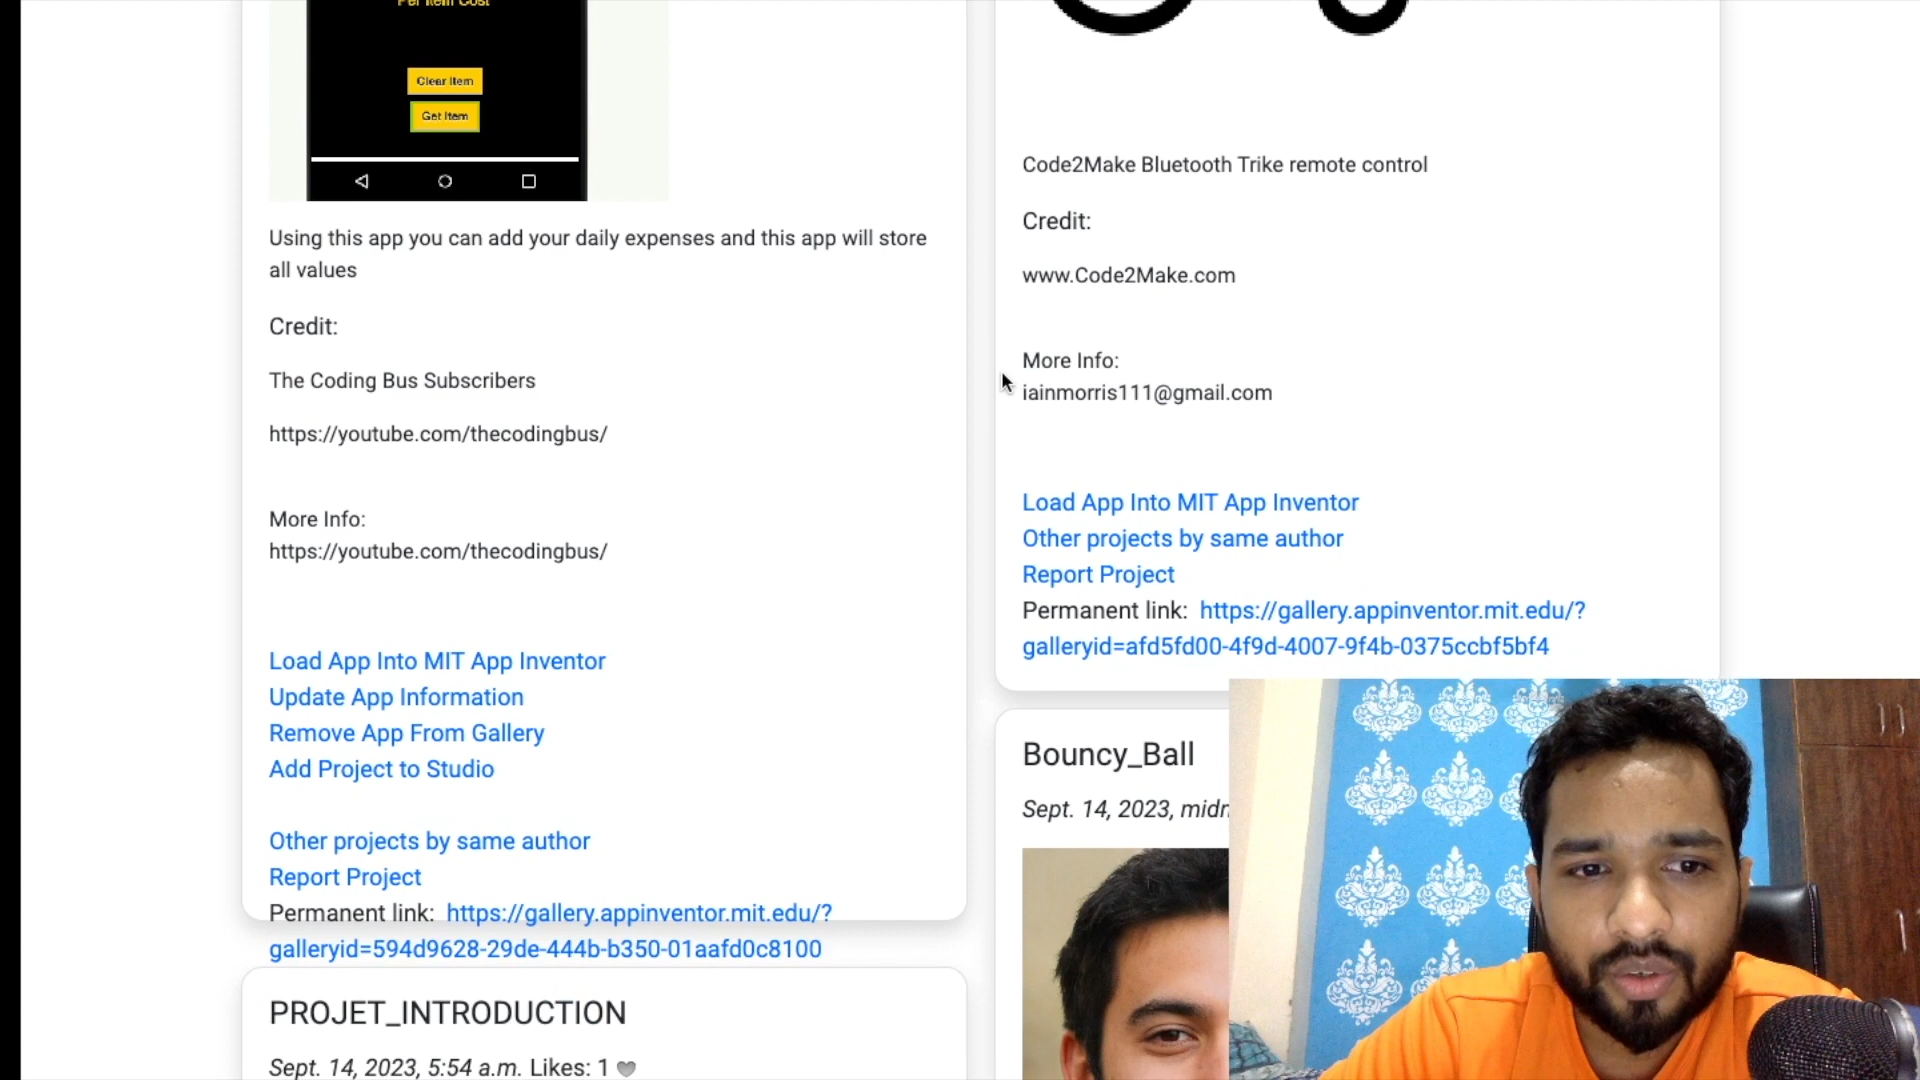 Per Item Cost
Clear Item
Get Item
Using this app you can add your daily expenses and this app will store
all values
Credit:
The Coding Bus Subscribers
https://youtube.com/thecodingbus/
More Info:
https://youtube.com/thecodingbus/
Load App Into MIT App Inventor
Update App Information
Remove App From Gallery
Add Project to Studio
Other projects by same author
Report Project
Permanent link: https://gallery.appinventor.mit.edu/?
galleryid=594d9628-29de-444b-b350-01aafd0c8100
PROJET_INTRODUCTION
Sept. 14, 2023, 5:54 a.m. Likes: 1
Code2Make Bluetooth Trike remote control
Credit:
www.Code2Make.com
More Info:
iainmorris111@gmail.com
Load App Into MIT App Inventor
Other projects by same author
Report Project
Permanent link: https://gallery.appinventor.mit.edu/?
galleryid=afd5fd00-4f9d-4007-9f4b-0375ccbf5bf4
Bouncy_Ball
Sept. 14, 2023,